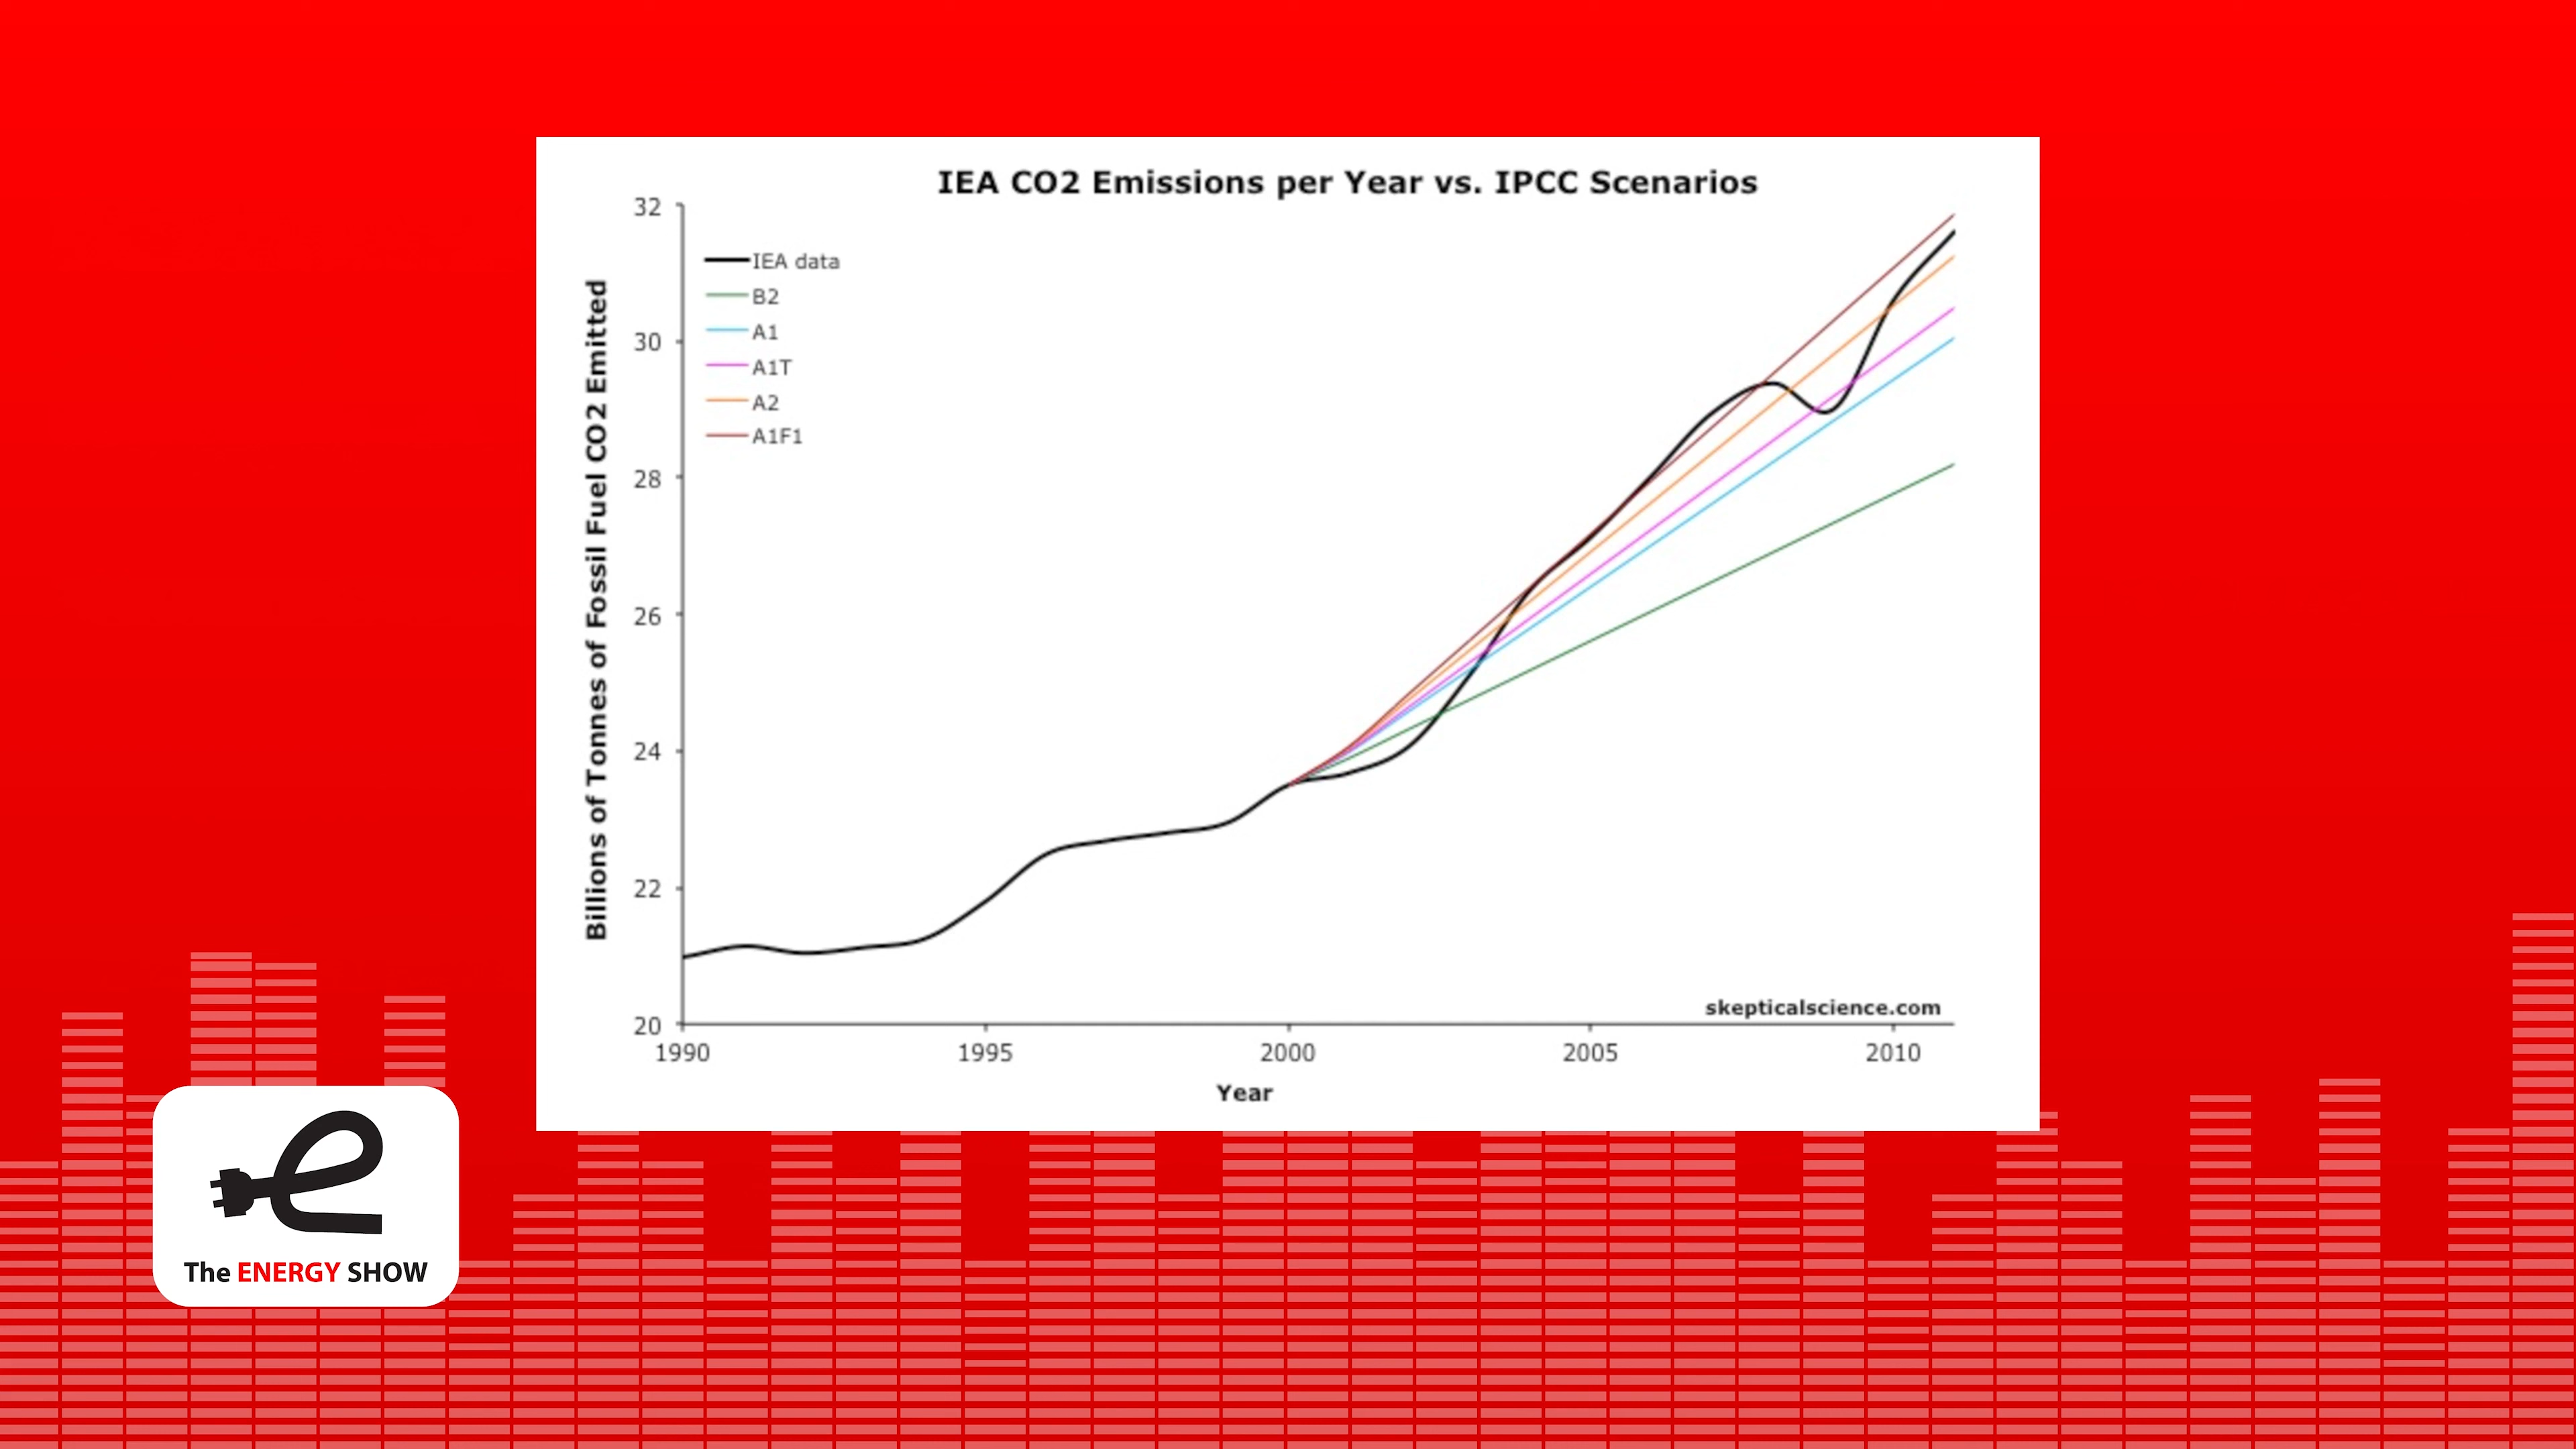 IEA CO2 Emissions per Year vs. IPCC Scenarios
Billions of Tonnes of Fossil Fuel CO2 Emitted
32
30
28
26
24
22
20
IEA data
B2
A1
A1T
A2
A1F1
skepticalscience.com
1990 1995 2000 2005 2010
Year
The ENERGY SHOW